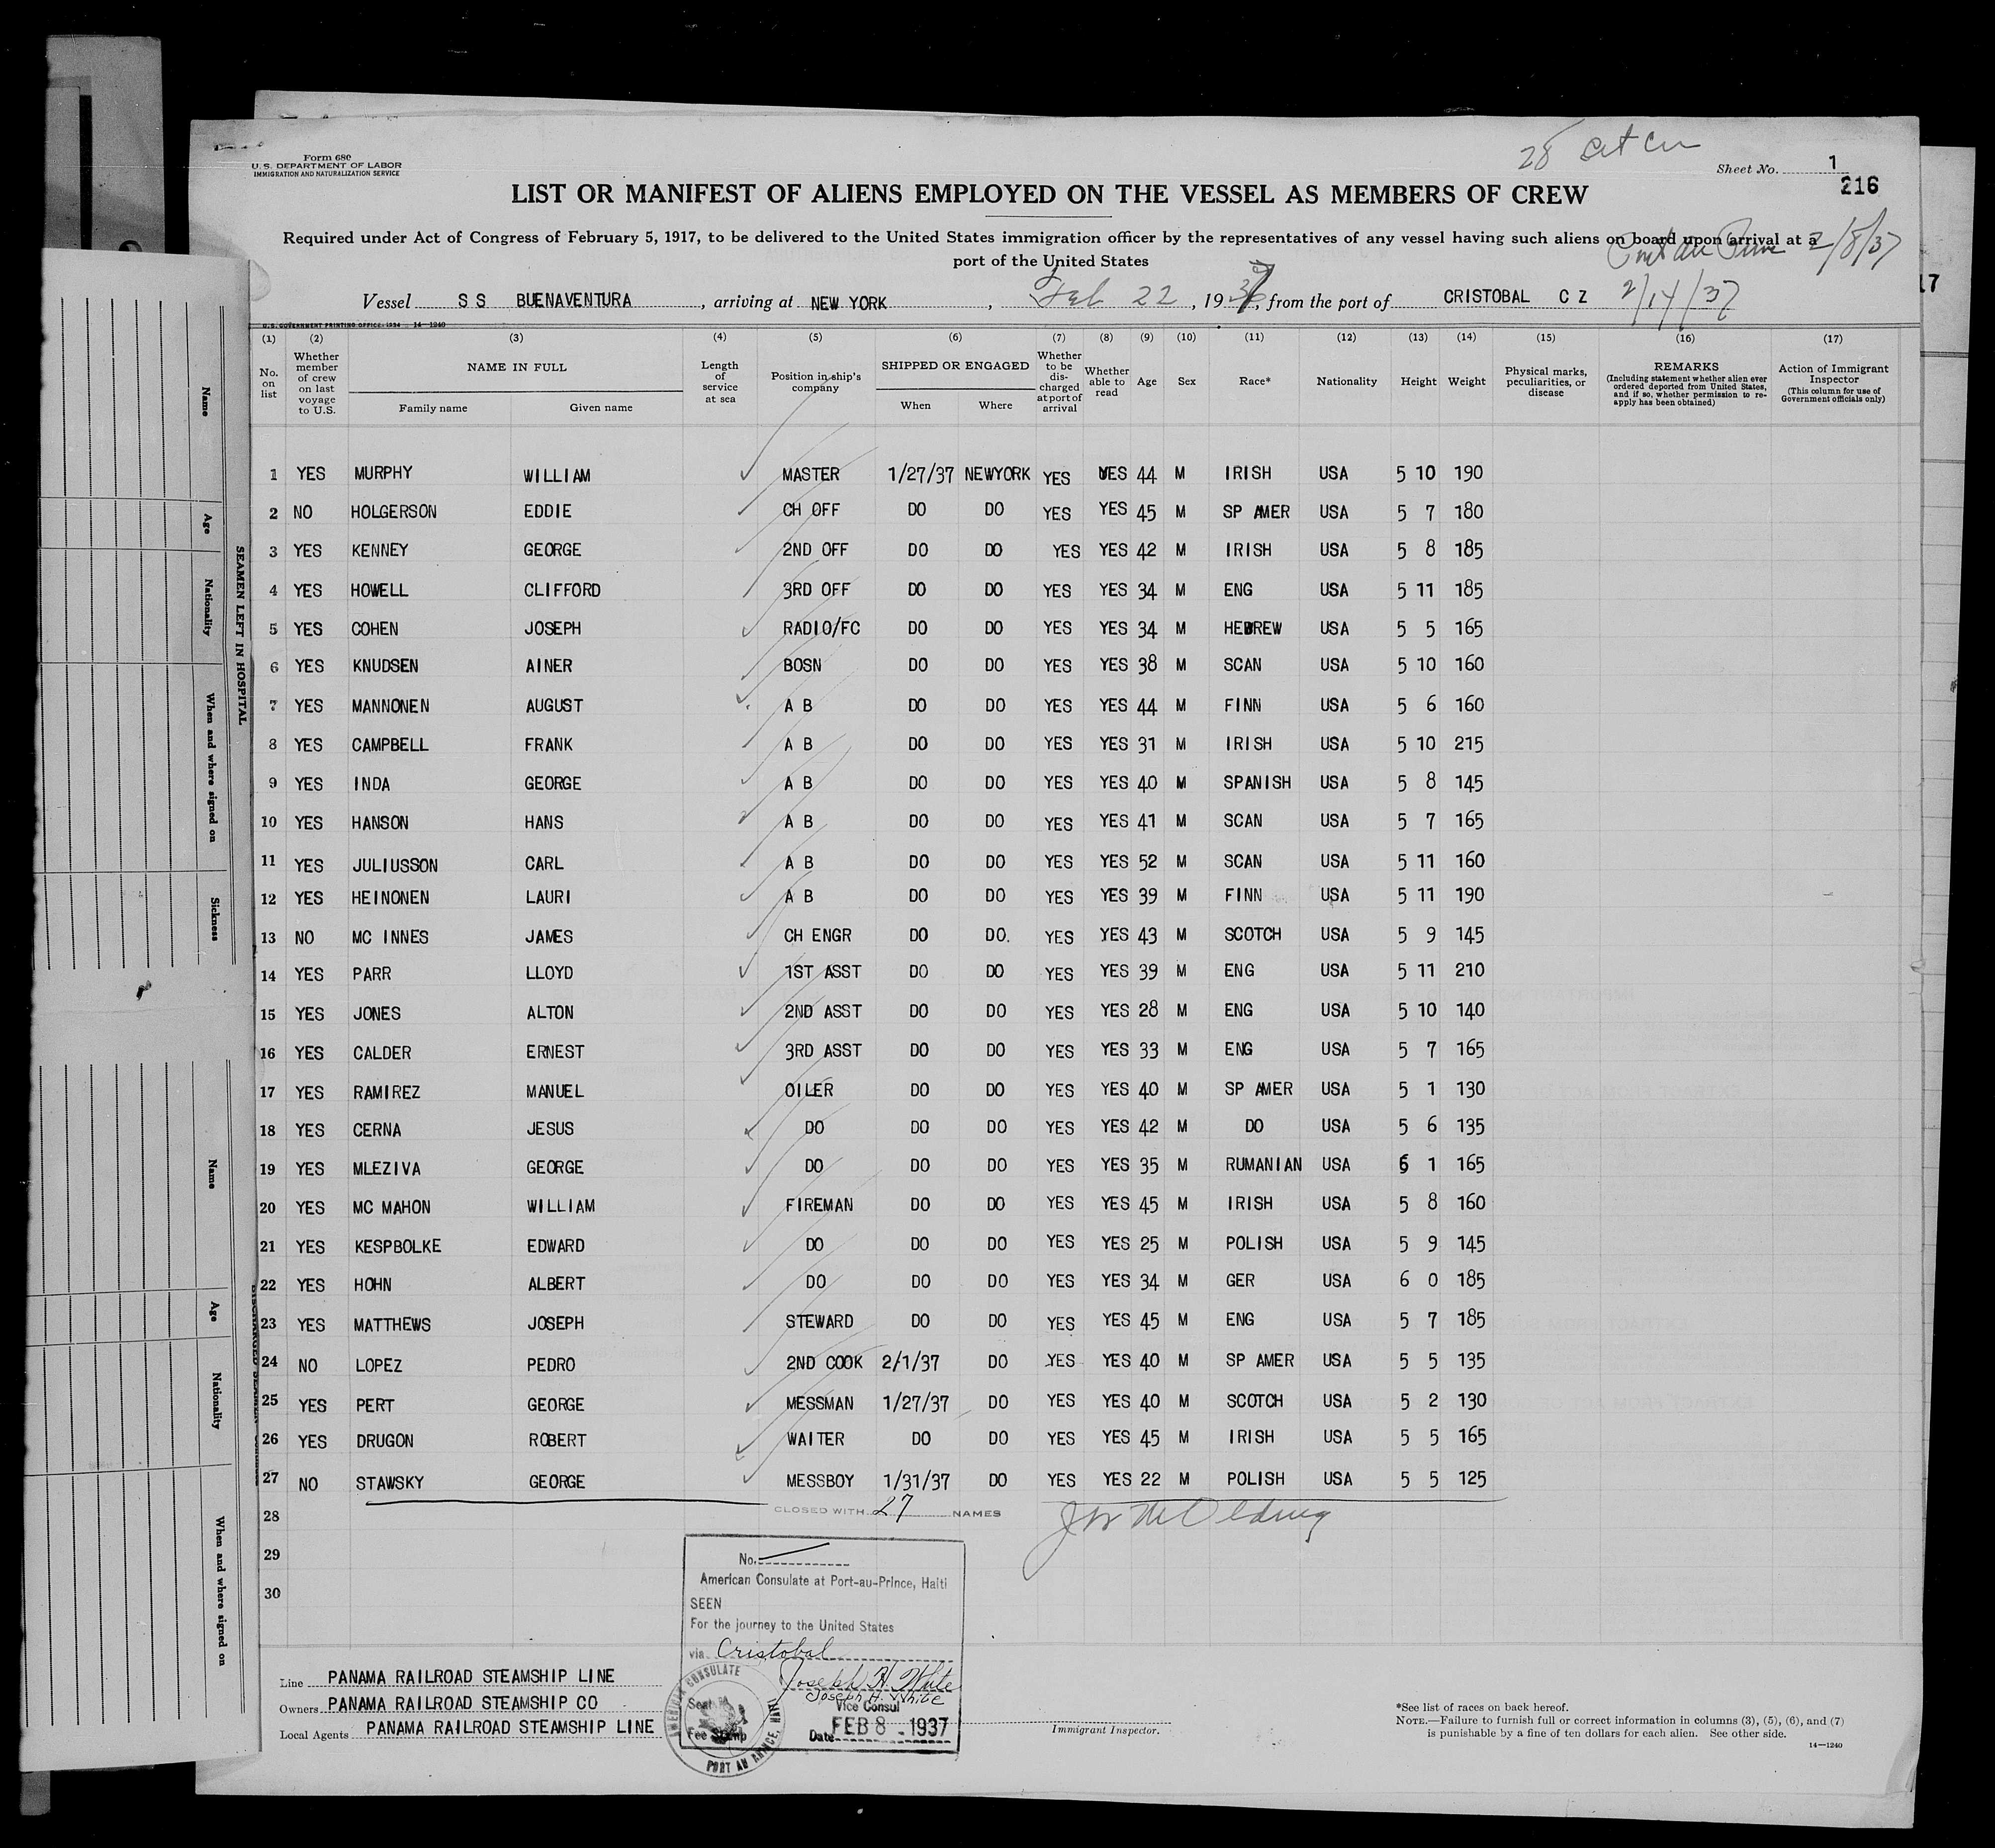 Form 680
U. S. DEPARTMENT OF LABOR
IMMIGRATION AND NATURALIZATION SERVICE
28
Sheet No. 1
216
LIST OR MANIFEST OF ALIENS EMPLOYED ON THE VESSEL AS MEMBERS OF CREW
Required under Act of Congress of February 5, 1917, to be delivered to the United States immigration officer by the representatives of any vessel having such aliens on board upon arrival at a
port of the United States
Port au Prince 2/8/37
Vessel S S BUENAVENTURA, arriving at NEW YORK, Feb 22, 1937, from the port of CRISTOBAL C Z 2/14/37
17
U. S. GOVERNMENT PRINTING OFFICE: 1934 14—1240
(1) (2) (3) (4) (5) (6) (7) (8) (9) (10) (11) (12) (13) (14) (15) (16) (17)
No. on list
Whether member of crew on last voyage to U.S.
NAME IN FULL
Family name Given name
Length of service at sea
Position in ship's company
SHIPPED OR ENGAGED
When Where
Whether to be discharged at port of arrival
Whether able to read
Age
Sex
Race*
Nationality
Height
Weight
Physical marks, peculiarities, or disease
REMARKS
(Including statement whether alien ever ordered deported from United States, and if so, whether permission to reapply has been obtained)
Action of Immigrant Inspector
(This column for use of Government officials only)
1 YES MURPHY WILLIAM MASTER 1/27/37 NEWYORK YES YES 44 M IRISH USA 5 10 190
2 NO HOLGERSON EDDIE CH OFF DO DO YES YES 45 M SP AMER USA 5 7 180
3 YES KENNEY GEORGE 2ND OFF DO DO YES YES 42 M IRISH USA 5 8 185
4 YES HOWELL CLIFFORD 3RD OFF DO DO YES YES 34 M ENG USA 5 11 185
5 YES COHEN JOSEPH RADIO/FC DO DO YES YES 34 M HEBREW USA 5 5 165
6 YES KNUDSEN AINER BOSN DO DO YES YES 38 M SCAN USA 5 10 160
7 YES MANNONEN AUGUST A B DO DO YES YES 44 M FINN USA 5 6 160
8 YES CAMPBELL FRANK A B DO DO YES YES 31 M IRISH USA 5 10 215
9 YES INDA GEORGE A B DO DO YES YES 40 M SPANISH USA 5 8 145
10 YES HANSON HANS A B DO DO YES YES 41 M SCAN USA 5 7 165
11 YES JULIUSSON CARL A B DO DO YES YES 52 M SCAN USA 5 11 160
12 YES HEINONEN LAURI A B DO DO YES YES 39 M FINN USA 5 11 190
13 NO MC INNES JAMES CH ENGR DO DO. YES YES 43 M SCOTCH USA 5 9 145
14 YES PARR LLOYD 1ST ASST DO DO YES YES 39 M ENG USA 5 11 210
15 YES JONES ALTON 2ND ASST DO DO YES YES 28 M ENG USA 5 10 140
16 YES CALDER ERNEST 3RD ASST DO DO YES YES 33 M ENG USA 5 7 165
17 YES RAMIREZ MANUEL OILER DO DO YES YES 40 M SP AMER USA 5 1 130
18 YES CERNA JESUS DO DO DO YES YES 42 M DO USA 5 6 135
19 YES MLEZIVA GEORGE DO DO DO YES YES 35 M RUMANIAN USA 6 1 165
20 YES MC MAHON WILLIAM FIREMAN DO DO YES YES 45 M IRISH USA 5 8 160
21 YES KESPBOLKE EDWARD DO DO DO YES YES 25 M POLISH USA 5 9 145
22 YES HOHN ALBERT DO DO DO YES YES 34 M GER USA 6 0 185
23 YES MATTHEWS JOSEPH STEWARD DO DO YES YES 45 M ENG USA 5 7 185
24 NO LOPEZ PEDRO 2ND COOK 2/1/37 DO YES YES 40 M SP AMER USA 5 5 135
25 YES PERT GEORGE MESSMAN 1/27/37 DO YES YES 40 M SCOTCH USA 5 2 130
26 YES DRUGON ROBERT WAITER DO DO YES YES 45 M IRISH USA 5 5 165
27 NO STAWSKY GEORGE MESSBOY 1/31/37 DO YES YES 22 M POLISH USA 5 5 125
28 CLOSED WITH 27 NAMES
29
30
No.
American Consulate at Port-au-Prince, Haiti
SEEN
For the journey to the United States
via Cristobal
Joseph H. White
Joseph H. White
Vice Consul
Date FEB 8 - 1937
AMERICAN CONSULATE
PORT AU PRINCE, HAITI
Seal
Fee Stamp
Line PANAMA RAILROAD STEAMSHIP LINE
Owners PANAMA RAILROAD STEAMSHIP CO
Local Agents PANAMA RAILROAD STEAMSHIP LINE
Immigrant Inspector.
*See list of races on back hereof.
NOTE.—Failure to furnish full or correct information in columns (3), (5), (6), and (7)
is punishable by a fine of ten dollars for each alien. See other side.
14—1240
SEAMEN LEFT IN HOSPITAL
Name
Age
Nationality
When and where signed on
Sickness
Name
Age
Nationality
When and where signed on